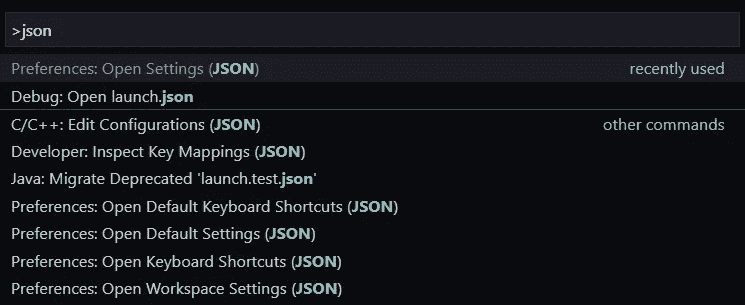 >json
Preferences: Open Settings (JSON) recently used
Debug: Open launch.json
C/C++: Edit Configurations (JSON) other commands
Developer: Inspect Key Mappings (JSON)
Java: Migrate Deprecated 'launch.test.json'
Preferences: Open Default Keyboard Shortcuts (JSON)
Preferences: Open Default Settings (JSON)
Preferences: Open Keyboard Shortcuts (JSON)
Preferences: Open Workspace Settings (JSON)